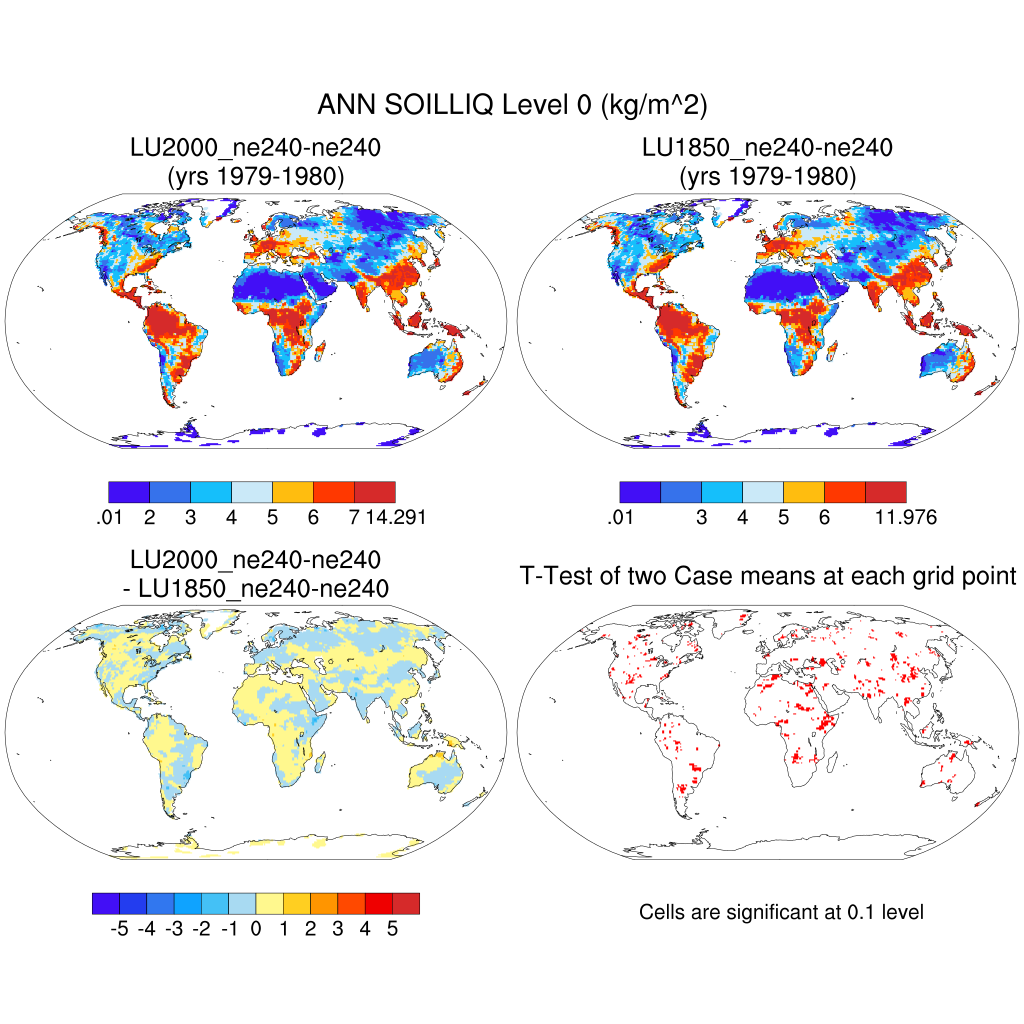 ANN SOILLIQ Level 0 (kg/m^2)
LU2000_ne240-ne240
(yrs 1979-1980)
LU1850_ne240-ne240
(yrs 1979-1980)
.01 2 3 4 5 6 7 14.291
.01 3 4 5 6 11.976
LU2000_ne240-ne240
- LU1850_ne240-ne240
T-Test of two Case means at each grid point
-5 -4 -3 -2 -1 0 1 2 3 4 5
Cells are significant at 0.1 level